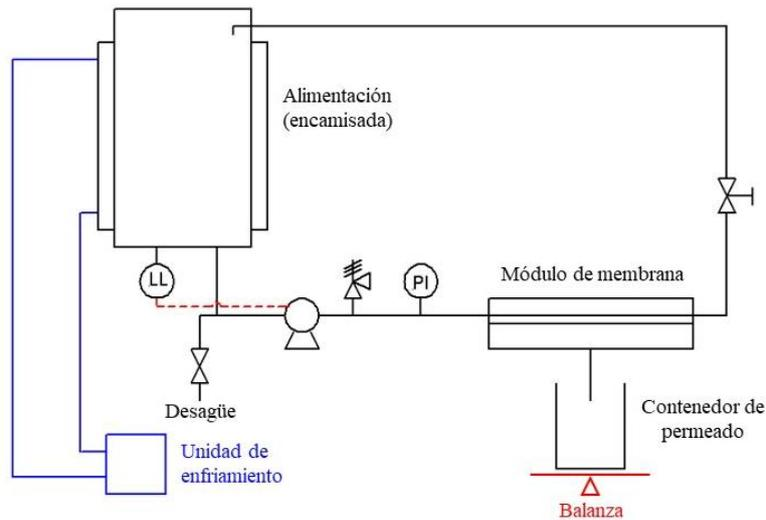 Alimentación
(encamisada)
LL
PI
Módulo de membrana
Desagüe
Contenedor de
permeado
Unidad de
enfriamiento
Balanza